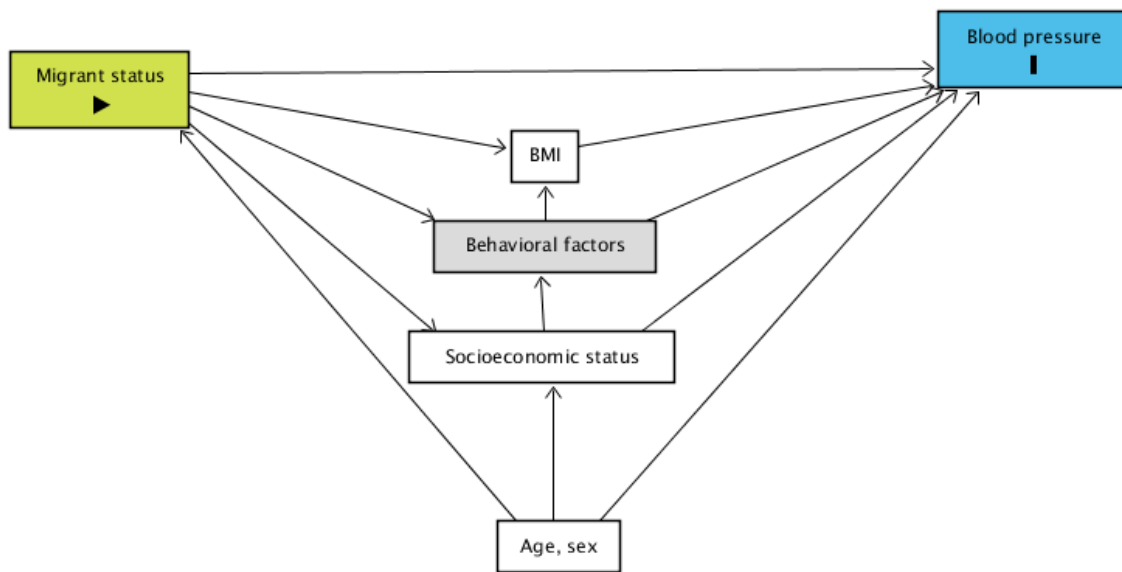 Blood pressure
Migrant status
BMI
Behavioral factors
Socioeconomic status
Age, sex